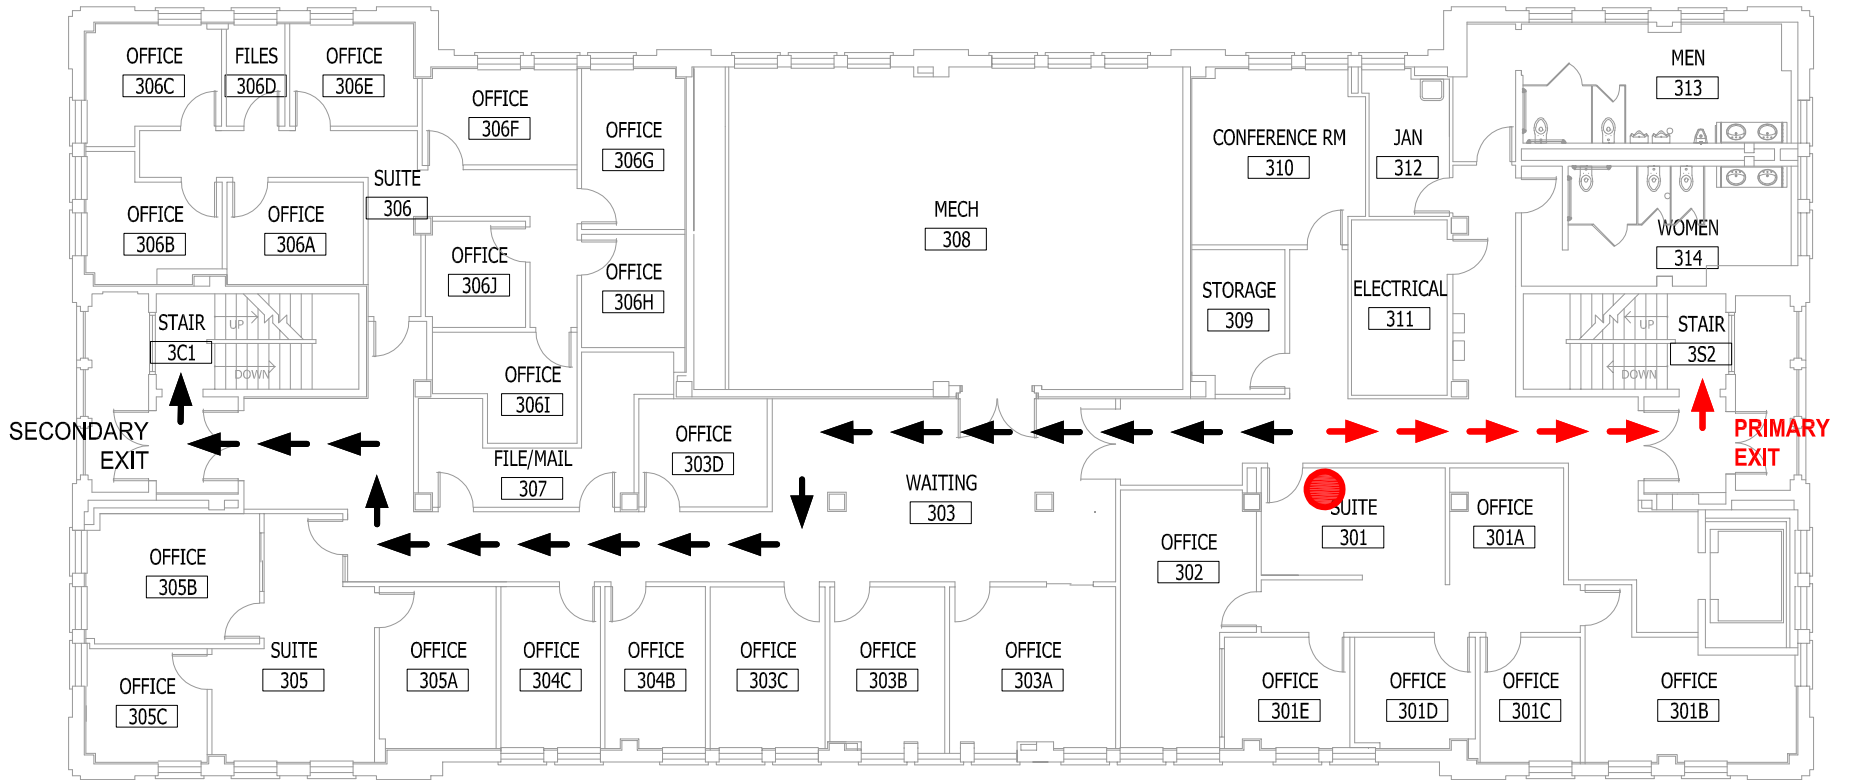 OFFICE
306C
FILES
306D
OFFICE
306E
OFFICE
306F
OFFICE
306G
MEN
313
CONFERENCE RM
310
JAN
312
SUITE
306
OFFICE
306B
OFFICE
306A
MECH
308
WOMEN
314
OFFICE
306J
OFFICE
306H
STORAGE
309
ELECTRICAL
311
STAIR
3C1
UP
DOWN
STAIR
3S2
UP
DOWN
OFFICE
306I
SECONDARY
EXIT
OFFICE
303D
PRIMARY
EXIT
FILE/MAIL
307
WAITING
303
SUITE
301
OFFICE
301A
OFFICE
305B
OFFICE
302
SUITE
305
OFFICE
305A
OFFICE
304C
OFFICE
304B
OFFICE
303C
OFFICE
303B
OFFICE
303A
OFFICE
305C
OFFICE
301E
OFFICE
301D
OFFICE
301C
OFFICE
301B